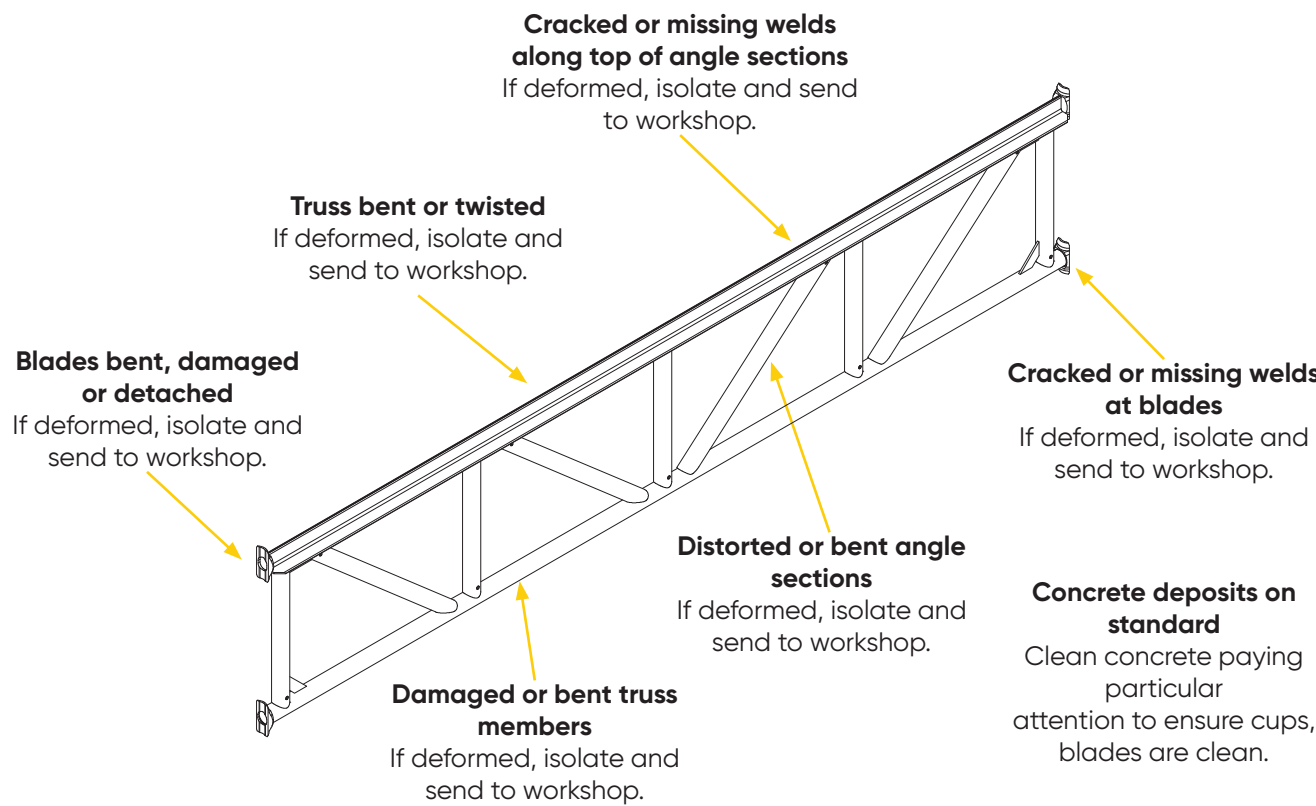 Cracked or missing welds
along top of angle sections
If deformed, isolate and send
to workshop.
Truss bent or twisted
If deformed, isolate and
send to workshop.
Blades bent, damaged
or detached
If deformed, isolate and
send to workshop.
Cracked or missing welds
at blades
If deformed, isolate and
send to workshop.
Distorted or bent angle
sections
If deformed, isolate and
send to workshop.
Concrete deposits on
standard
Clean concrete paying
particular
attention to ensure cups,
blades are clean.
Damaged or bent truss
members
If deformed, isolate and
send to workshop.